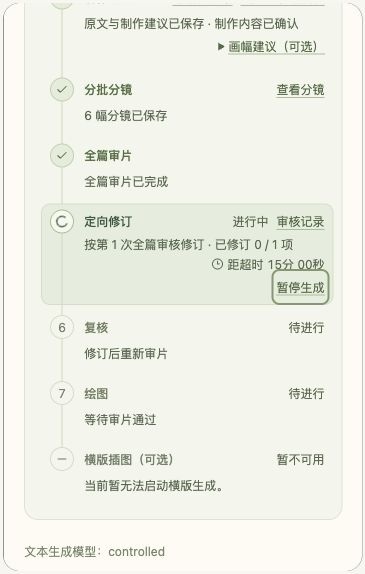 原文与制作建议已保存 · 制作内容已确认
▶ 画幅建议（可选）
分批分镜 查看分镜
6 幅分镜已保存
全篇审片
全篇审片已完成
定向修订 进行中 审核记录
按第 1 次全篇审核修订 · 已修订 0 / 1 项
距超时 15分 00秒
暂停生成
6 复核 待进行
修订后重新审片
7 绘图 待进行
等待审片通过
横版插图（可选） 暂不可用
当前暂无法启动横版生成。
文本生成模型：controlled